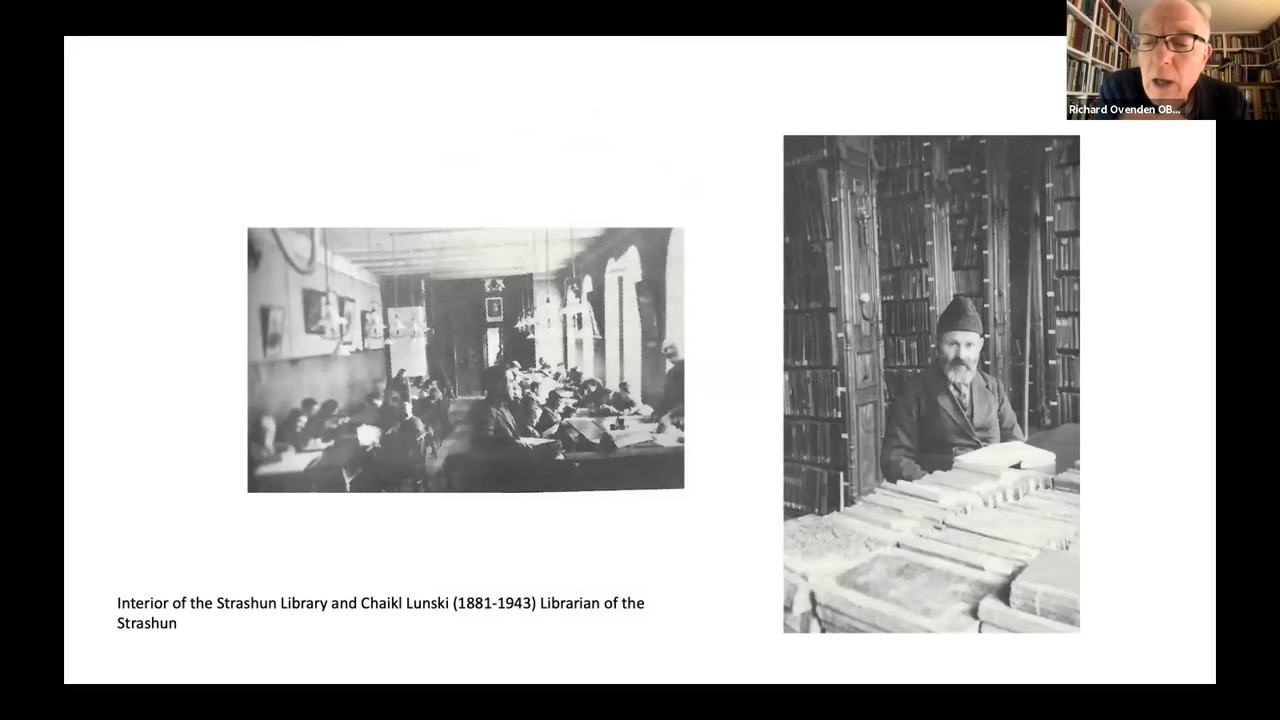 Richard Ovenden OB...
Interior of the Strashun Library and Chaikl Lunski (1881-1943) Librarian of the
Strashun